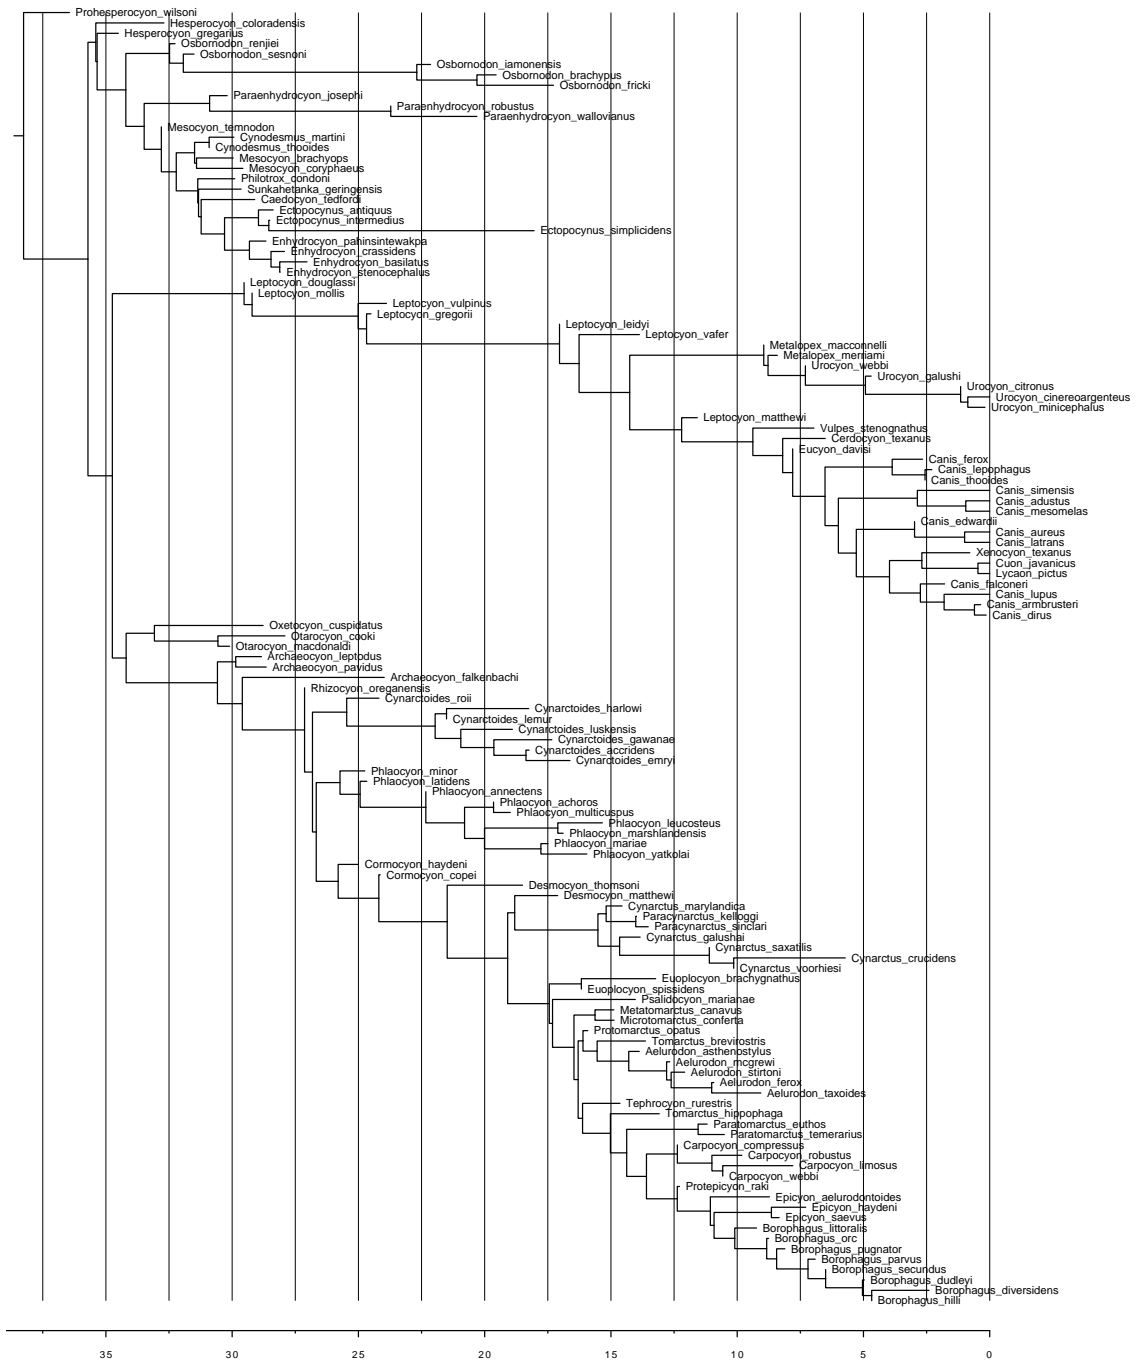 Prohesperocyon_wilsoni
Hesperocyon_coloradensis
Hesperocyon_gregarius
Osbornodon_renjiei
Osbornodon_sesnoni
Osbornodon_iamonensis
Osbornodon_brachypus
Osbornodon_fricki
Paraenhydrocyon_josephi
Paraenhydrocyon_robustus
Paraenhydrocyon_wallovianus
Mesocyon_temnodon
Cynodesmus_martini
Cynodesmus_thooides
Mesocyon_brachyops
Mesocyon_coryphaeus
Philotrox_condoni
Sunkahetanka_geringensis
Caedocyon_tedfordi
Ectopocynus_antiquus
Ectopocynus_intermedius
Ectopocynus_simplicidens
Enhydrocyon_pahinsintewakpa
Enhydrocyon_crassidens
Enhydrocyon_basilatus
Enhydrocyon_stenocephalus
Leptocyon_douglassi
Leptocyon_mollis
Leptocyon_vulpinus
Leptocyon_gregorii
Leptocyon_leidyi
Leptocyon_vafer
Metalopex_macconnelli
Metalopex_merriami
Urocyon_webbi
Urocyon_galushi
Urocyon_citronus
Urocyon_cinereoargenteus
Urocyon_minicephalus
Leptocyon_matthewi
Vulpes_stenognathus
Cerdocyon_texanus
Eucyon_davisi
Canis_ferox
Canis_lepophagus
Canis_thooides
Canis_simensis
Canis_adustus
Canis_mesomelas
Canis_edwardii
Canis_aureus
Canis_latrans
Xenocyon_texanus
Cuon_javanicus
Lycaon_pictus
Canis_falconeri
Canis_lupus
Canis_armbrusteri
Canis_dirus
Oxetocyon_cuspidatus
Otarocyon_cooki
Otarocyon_macdonaldi
Archaeocyon_leptodus
Archaeocyon_pavidus
Archaeocyon_falkenbachi
Rhizocyon_oreganensis
Cynarctoides_roii
Cynarctoides_harlowi
Cynarctoides_lemur
Cynarctoides_luskensis
Cynarctoides_gawanae
Cynarctoides_accridens
Cynarctoides_emryi
Phlaocyon_minor
Phlaocyon_latidens
Phlaocyon_annectens
Phlaocyon_achoros
Phlaocyon_multicuspus
Phlaocyon_leucosteus
Phlaocyon_marshlandensis
Phlaocyon_mariae
Phlaocyon_yatkolai
Cormocyon_haydeni
Cormocyon_copei
Desmocyon_thomsoni
Desmocyon_matthewi
Cynarctus_marylandica
Paracynarctus_kelloggi
Paracynarctus_sinclari
Cynarctus_galushai
Cynarctus_saxatilis
Cynarctus_crucidens
Cynarctus_voorhiesi
Euoplocyon_brachygnathus
Euoplocyon_spissidens
Psalidocyon_marianae
Metatomarctus_canavus
Microtomarctus_conferta
Protomarctus_opatus
Tomarctus_brevirostris
Aelurodon_asthenostylus
Aelurodon_mcgrewi
Aelurodon_stirtoni
Aelurodon_ferox
Aelurodon_taxoides
Tephrocyon_rurestris
Tomarctus_hippophaga
Paratomarctus_euthos
Paratomarctus_temerarius
Carpocyon_compressus
Carpocyon_robustus
Carpocyon_limosus
Carpocyon_webbi
Protepicyon_raki
Epicyon_aelurodontoides
Epicyon_haydeni
Epicyon_saevus
Borophagus_littoralis
Borophagus_orc
Borophagus_pugnator
Borophagus_parvus
Borophagus_secundus
Borophagus_dudleyi
Borophagus_diversidens
Borophagus_hilli
35 30 25 20 15 10 5 0